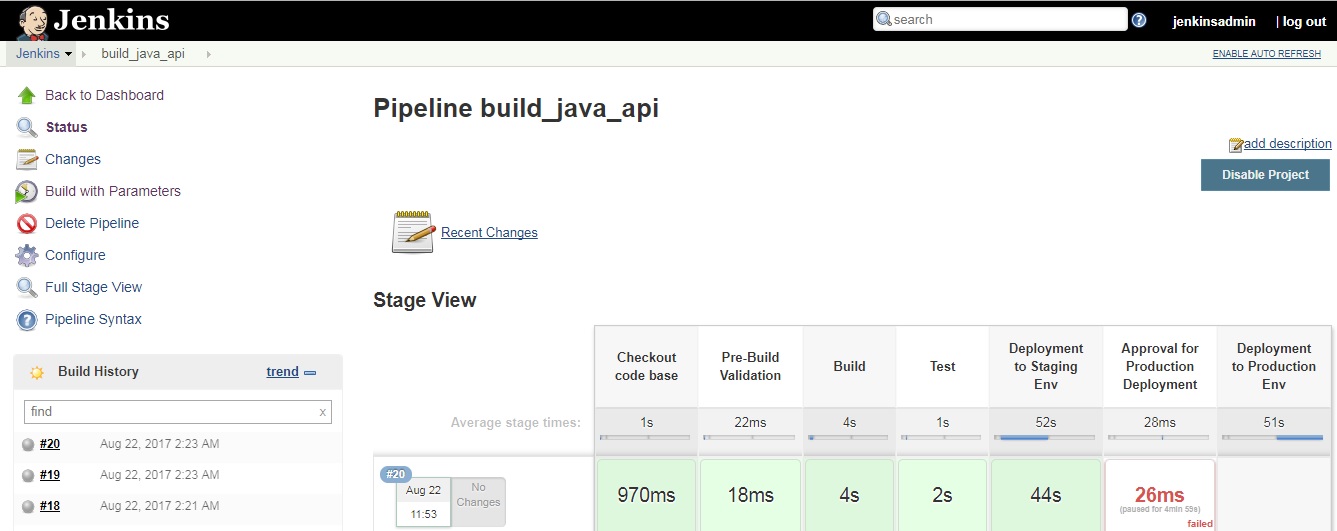 Jenkins
search
?
jenkinsadmin
| log out
Jenkins
build_java_api
ENABLE AUTO REFRESH
Back to Dashboard
Status
Changes
Build with Parameters
Delete Pipeline
Configure
Full Stage View
Pipeline Syntax
Build History
trend
find
x
#20 Aug 22, 2017 2:23 AM
#19 Aug 22, 2017 2:23 AM
#18 Aug 22, 2017 2:21 AM
Pipeline build_java_api
add description
Disable Project
Recent Changes
Stage View
Checkout
code base
Pre-Build
Validation
Build
Test
Deployment
to Staging
Env
Approval for
Production
Deployment
Deployment
to Production
Env
Average stage times:
1s
22ms
4s
1s
52s
28ms
51s
#20
Aug 22
11:53
No
Changes
970ms
18ms
4s
2s
44s
26ms
(paused for 4min 59s)
failed